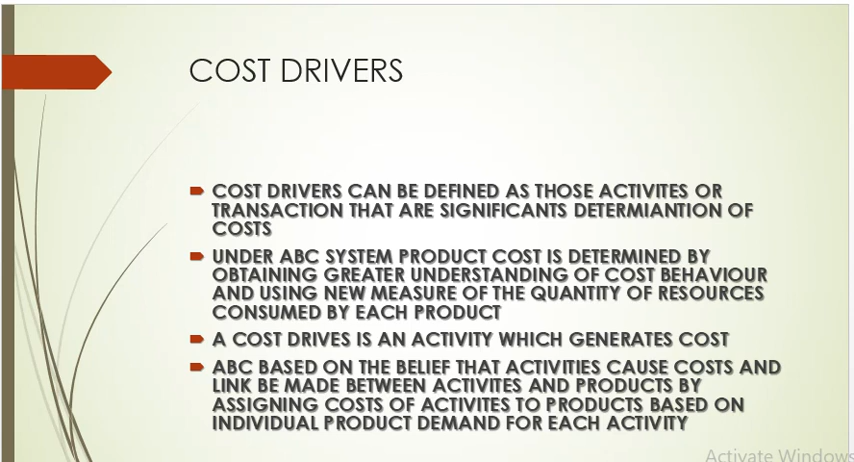 COST DRIVERS
COST DRIVERS CAN BE DEFINED AS THOSE ACTIVITES OR
TRANSACTION THAT ARE SIGNIFICANTS DETERMIANTION OF
COSTS
UNDER ABC SYSTEM PRODUCT COST IS DETERMINED BY
OBTAINING GREATER UNDERSTANDING OF COST BEHAVIOUR
AND USING NEW MEASURE OF THE QUANTITY OF RESOURCES
CONSUMED BY EACH PRODUCT
A COST DRIVES IS AN ACTIVITY WHICH GENERATES COST
ABC BASED ON THE BELIEF THAT ACTIVITIES CAUSE COSTS AND
LINK BE MADE BETWEEN ACTIVITES AND PRODUCTS BY
ASSIGNING COSTS OF ACTIVITES TO PRODUCTS BASED ON
INDIVIDUAL PRODUCT DEMAND FOR EACH ACTIVITY
Activate Windows